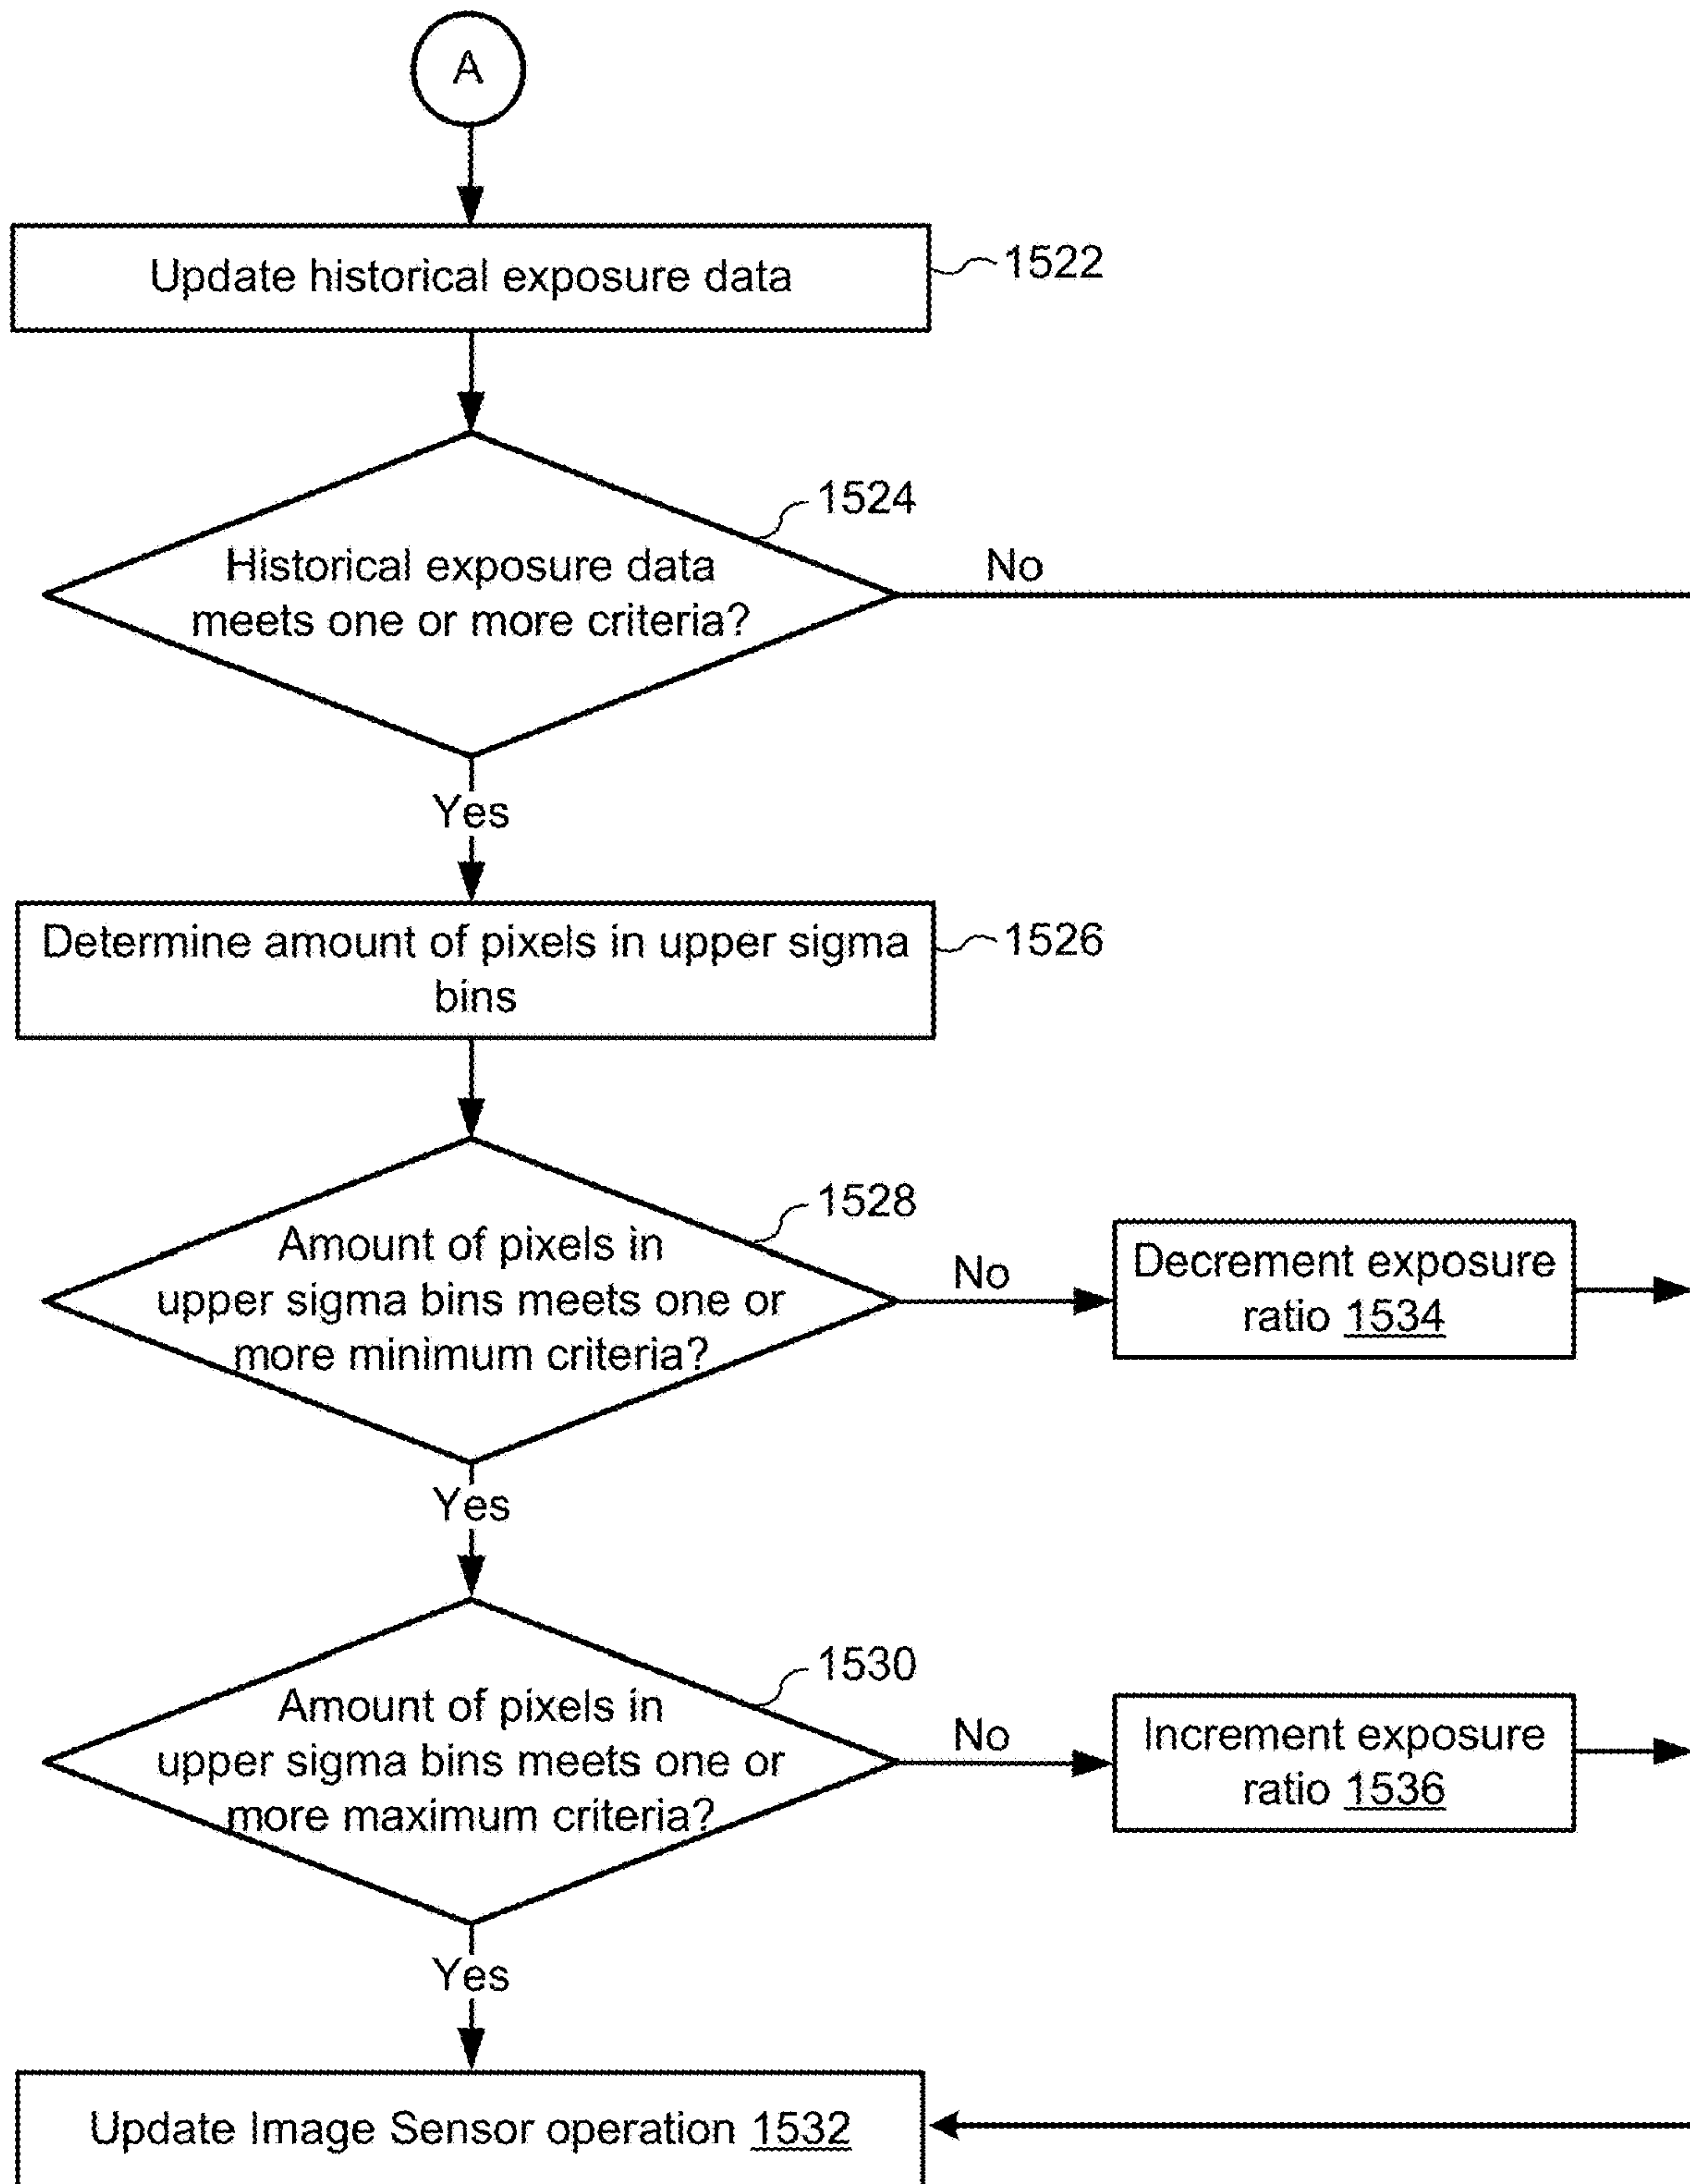 A
Update historical exposure data
1522
1524
Historical exposure data
meets one or more criteria?
No
Yes
Determine amount of pixels in upper sigma
bins
1526
1528
Amount of pixels in
upper sigma bins meets one or
more minimum criteria?
No
Decrement exposure
ratio 1534
Yes
1530
Amount of pixels in
upper sigma bins meets one or
more maximum criteria?
No
Increment exposure
ratio 1536
Yes
Update Image Sensor operation 1532